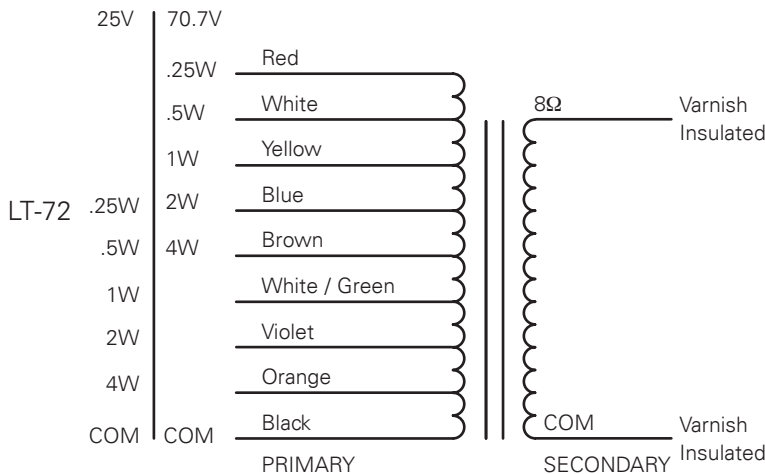 25V 70.7V
.25W Red
.5W White 8Ω Varnish
Insulated
1W Yellow
LT-72 .25W 2W Blue
.5W 4W Brown
1W White / Green
2W Violet
4W Orange
COM COM Black COM Varnish
Insulated
PRIMARY SECONDARY